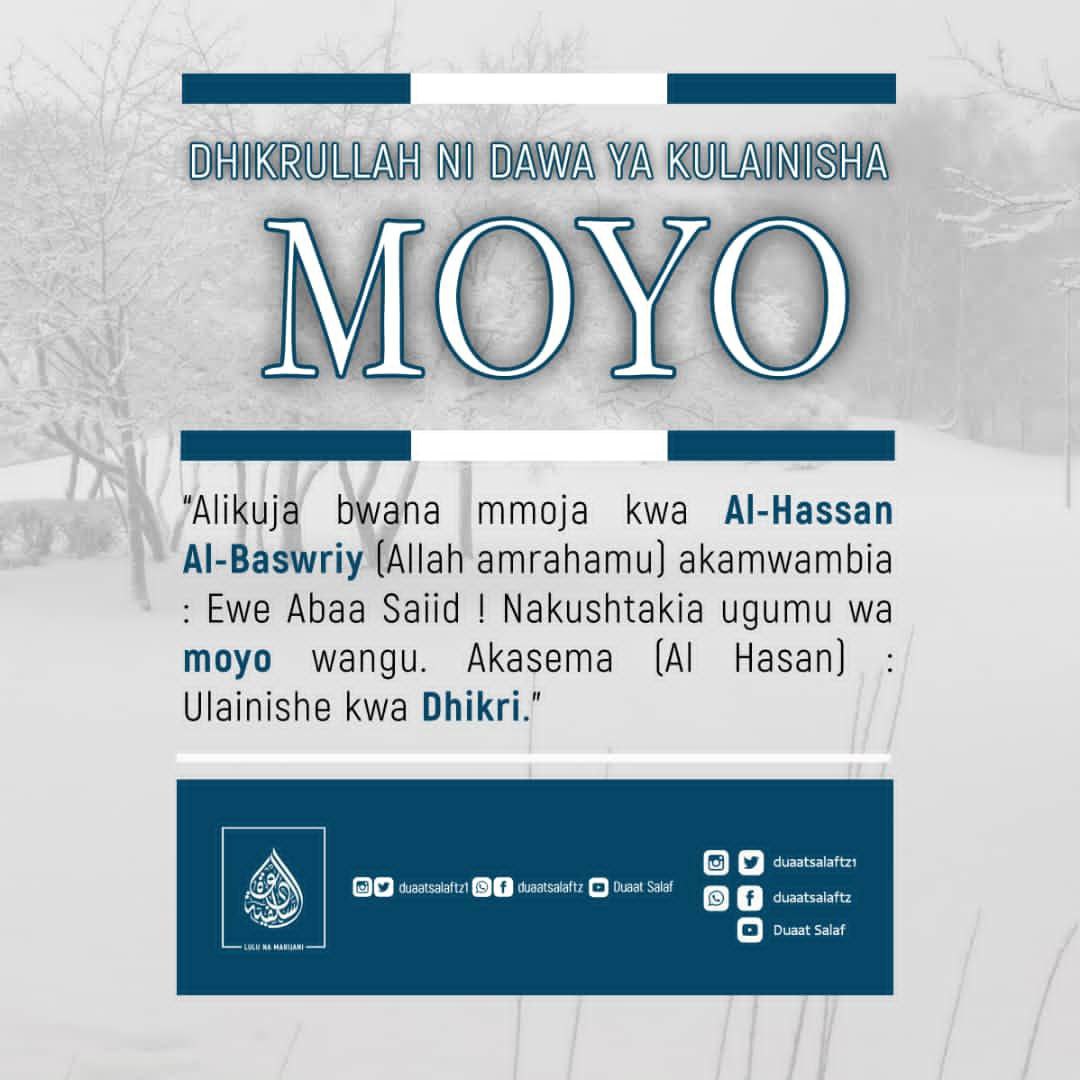 DHIKRULLAH NI DAWA YA KULAINISHA
MOYO
“Alikuja bwana mmoja kwa Al-Hassan
Al-Baswriy (Allah amrahamu) akamwambia
: Ewe Abaa Saiid ! Nakushtakia ugumu wa
moyo wangu. Akasema (Al Hasan) :
Ulainishe kwa Dhikri.”
LULU NA MARIJANI
duaatsalaftz1 duaatsalaftz Duaat Salaf
duaatsalaftz1
duaatsalaftz
Duaat Salaf